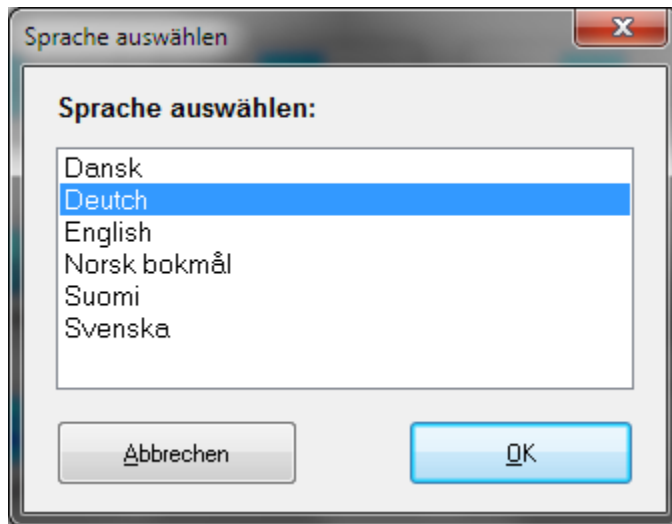 Sprache auswählen
Sprache auswählen:
Dansk
Deutch
English
Norsk bokmål
Suomi
Svenska
Abbrechen
OK